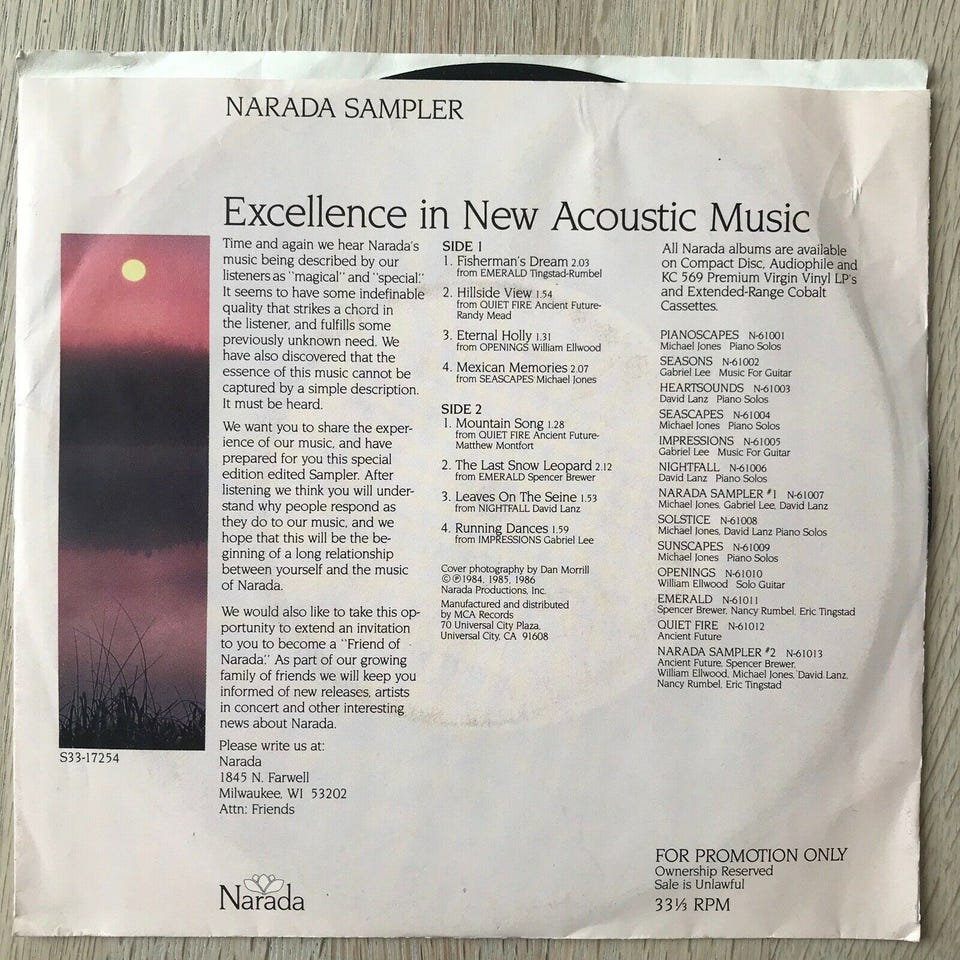 NARADA SAMPLER
Excellence in New Acoustic Music
Time and again we hear Narada's
music being described by our
listeners as "magical" and "special."
It seems to have some indefinable
quality that strikes a chord in
the listener, and fulfills some
previously unknown need. We
have also discovered that the
essence of this music cannot be
captured by a simple description.
It must be heard.
We want you to share the exper-
ience of our music, and have
prepared for you this special
edition edited Sampler. After
listening we think you will under-
stand why people respond as
they do to our music, and we
hope that this will be the be-
ginning of a long relationship
between yourself and the music
of Narada.
We would also like to take this op-
portunity to extend an invitation
to you to become a "Friend of
Narada." As part of our growing
family of friends we will keep you
informed of new releases, artists
in concert and other interesting
news about Narada.
Please write us at:
Narada
1845 N. Farwell
Milwaukee, WI 53202
Attn: Friends
SIDE 1
1. Fisherman's Dream 2.03
from EMERALD Tingstad-Rumbel
2. Hillside View 1.54
from QUIET FIRE Ancient Future-
Randy Mead
3. Eternal Holly 1.31
from OPENINGS William Ellwood
4. Mexican Memories 2.07
from SEASCAPES Michael Jones
SIDE 2
1. Mountain Song 1.28
from QUIET FIRE Ancient Future-
Matthew Montfort
2. The Last Snow Leopard 2.12
from EMERALD Spencer Brewer
3. Leaves On The Seine 1.53
from NIGHTFALL David Lanz
4. Running Dances 1.59
from IMPRESSIONS Gabriel Lee
Cover photography by Dan Morrill
©℗1984, 1985, 1986
Narada Productions, Inc.
Manufactured and distributed
by MCA Records
70 Universal City Plaza,
Universal City, CA 91608
All Narada albums are available
on Compact Disc, Audiophile and
KC 569 Premium Virgin Vinyl LP's
and Extended-Range Cobalt
Cassettes.
PIANOSCAPES N-61001
Michael Jones Piano Solos
SEASONS N-61002
Gabriel Lee Music For Guitar
HEARTSOUNDS N-61003
David Lanz Piano Solos
SEASCAPES N-61004
Michael Jones Piano Solos
IMPRESSIONS N-61005
Gabriel Lee Music For Guitar
NIGHTFALL N-61006
David Lanz Piano Solos
NARADA SAMPLER #1 N-61007
Michael Jones, Gabriel Lee, David Lanz
SOLSTICE N-61008
Michael Jones, David Lanz Piano Solos
SUNSCAPES N-61009
Michael Jones Piano Solos
OPENINGS N-61010
William Ellwood Solo Guitar
EMERALD N-61011
Spencer Brewer, Nancy Rumbel, Eric Tingstad
QUIET FIRE N-61012
Ancient Future
NARADA SAMPLER #2 N-61013
Ancient Future, Spencer Brewer,
William Ellwood, Michael Jones, David Lanz,
Nancy Rumbel, Eric Tingstad
S33-17254
Narada
FOR PROMOTION ONLY
Ownership Reserved
Sale is Unlawful
33⅓ RPM